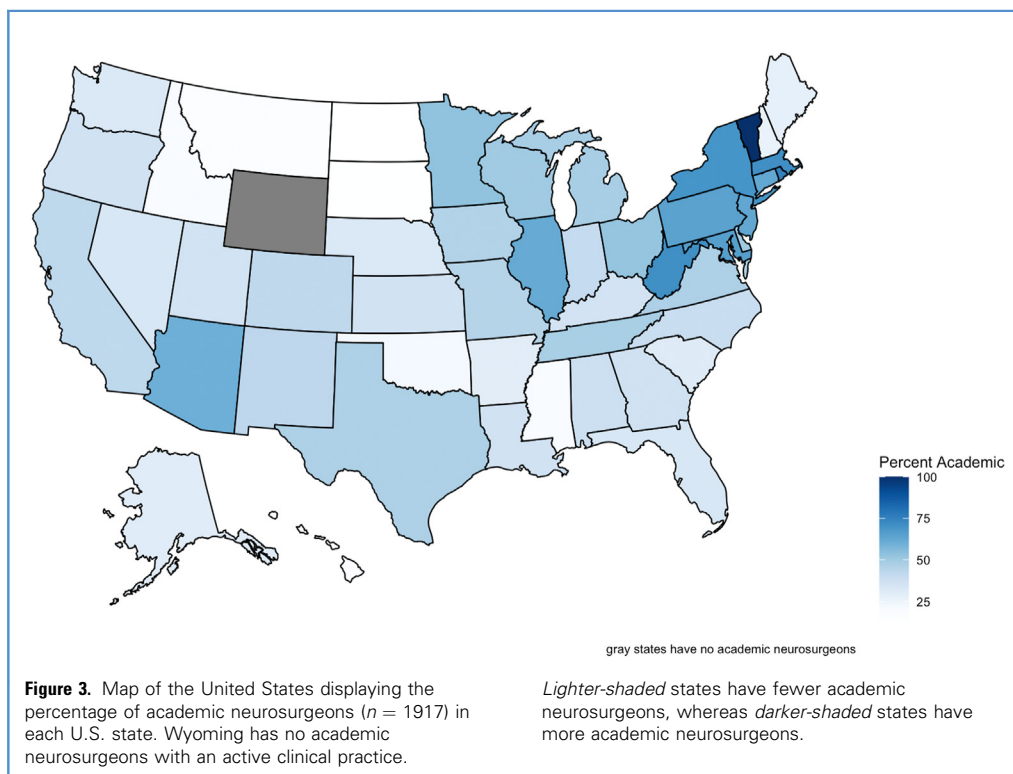 Percent Academic
100
75
50
25
gray states have no academic neurosurgeons
Figure 3. Map of the United States displaying the
percentage of academic neurosurgeons (n = 1917) in
each U.S. state. Wyoming has no academic
neurosurgeons with an active clinical practice.
Lighter-shaded states have fewer academic
neurosurgeons, whereas darker-shaded states have
more academic neurosurgeons.